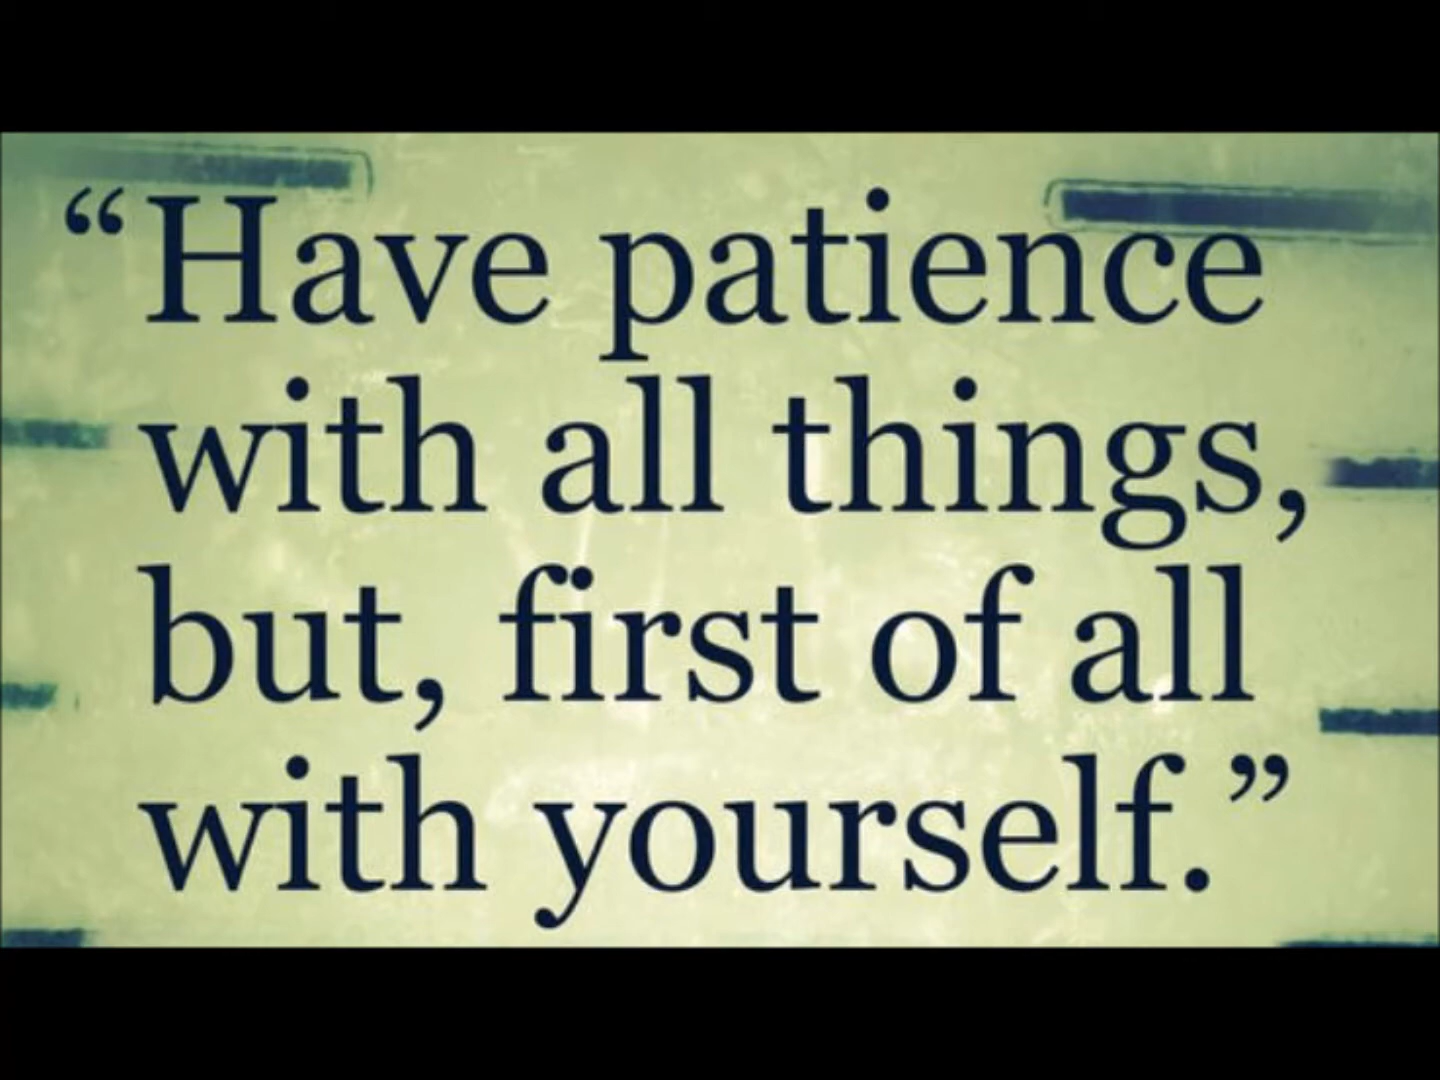 “Have patience
with all things,
but, first of all
with yourself.”